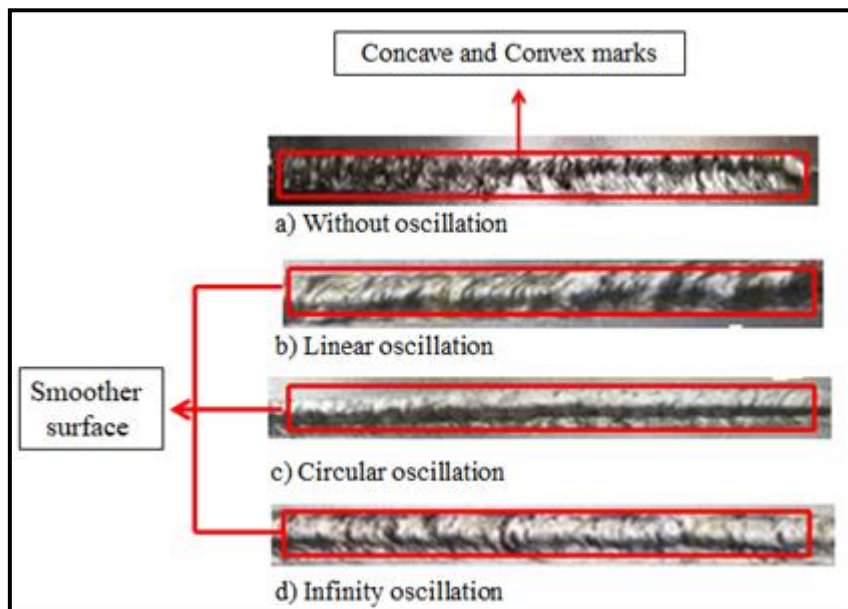 Concave and Convex marks
a) Without oscillation
b) Linear oscillation
Smoother
surface
c) Circular oscillation
d) Infinity oscillation